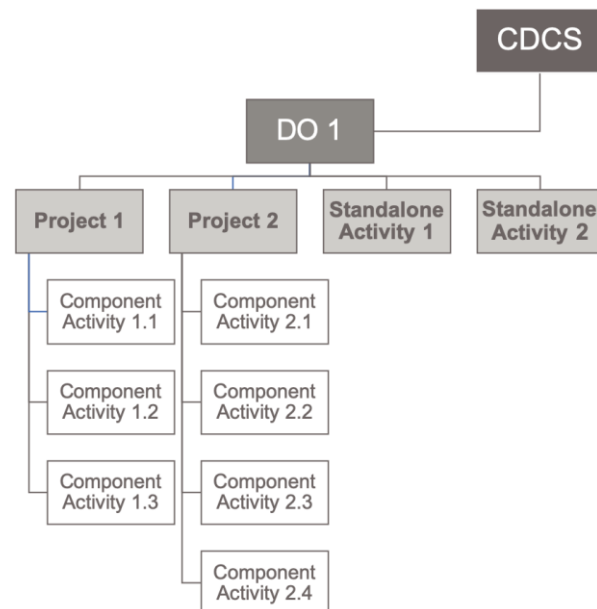 CDCS
DO 1
Project 1
Project 2
Standalone
Activity 1
Standalone
Activity 2
Component
Activity 1.1
Component
Activity 2.1
Component
Activity 1.2
Component
Activity 2.2
Component
Activity 1.3
Component
Activity 2.3
Component
Activity 2.4